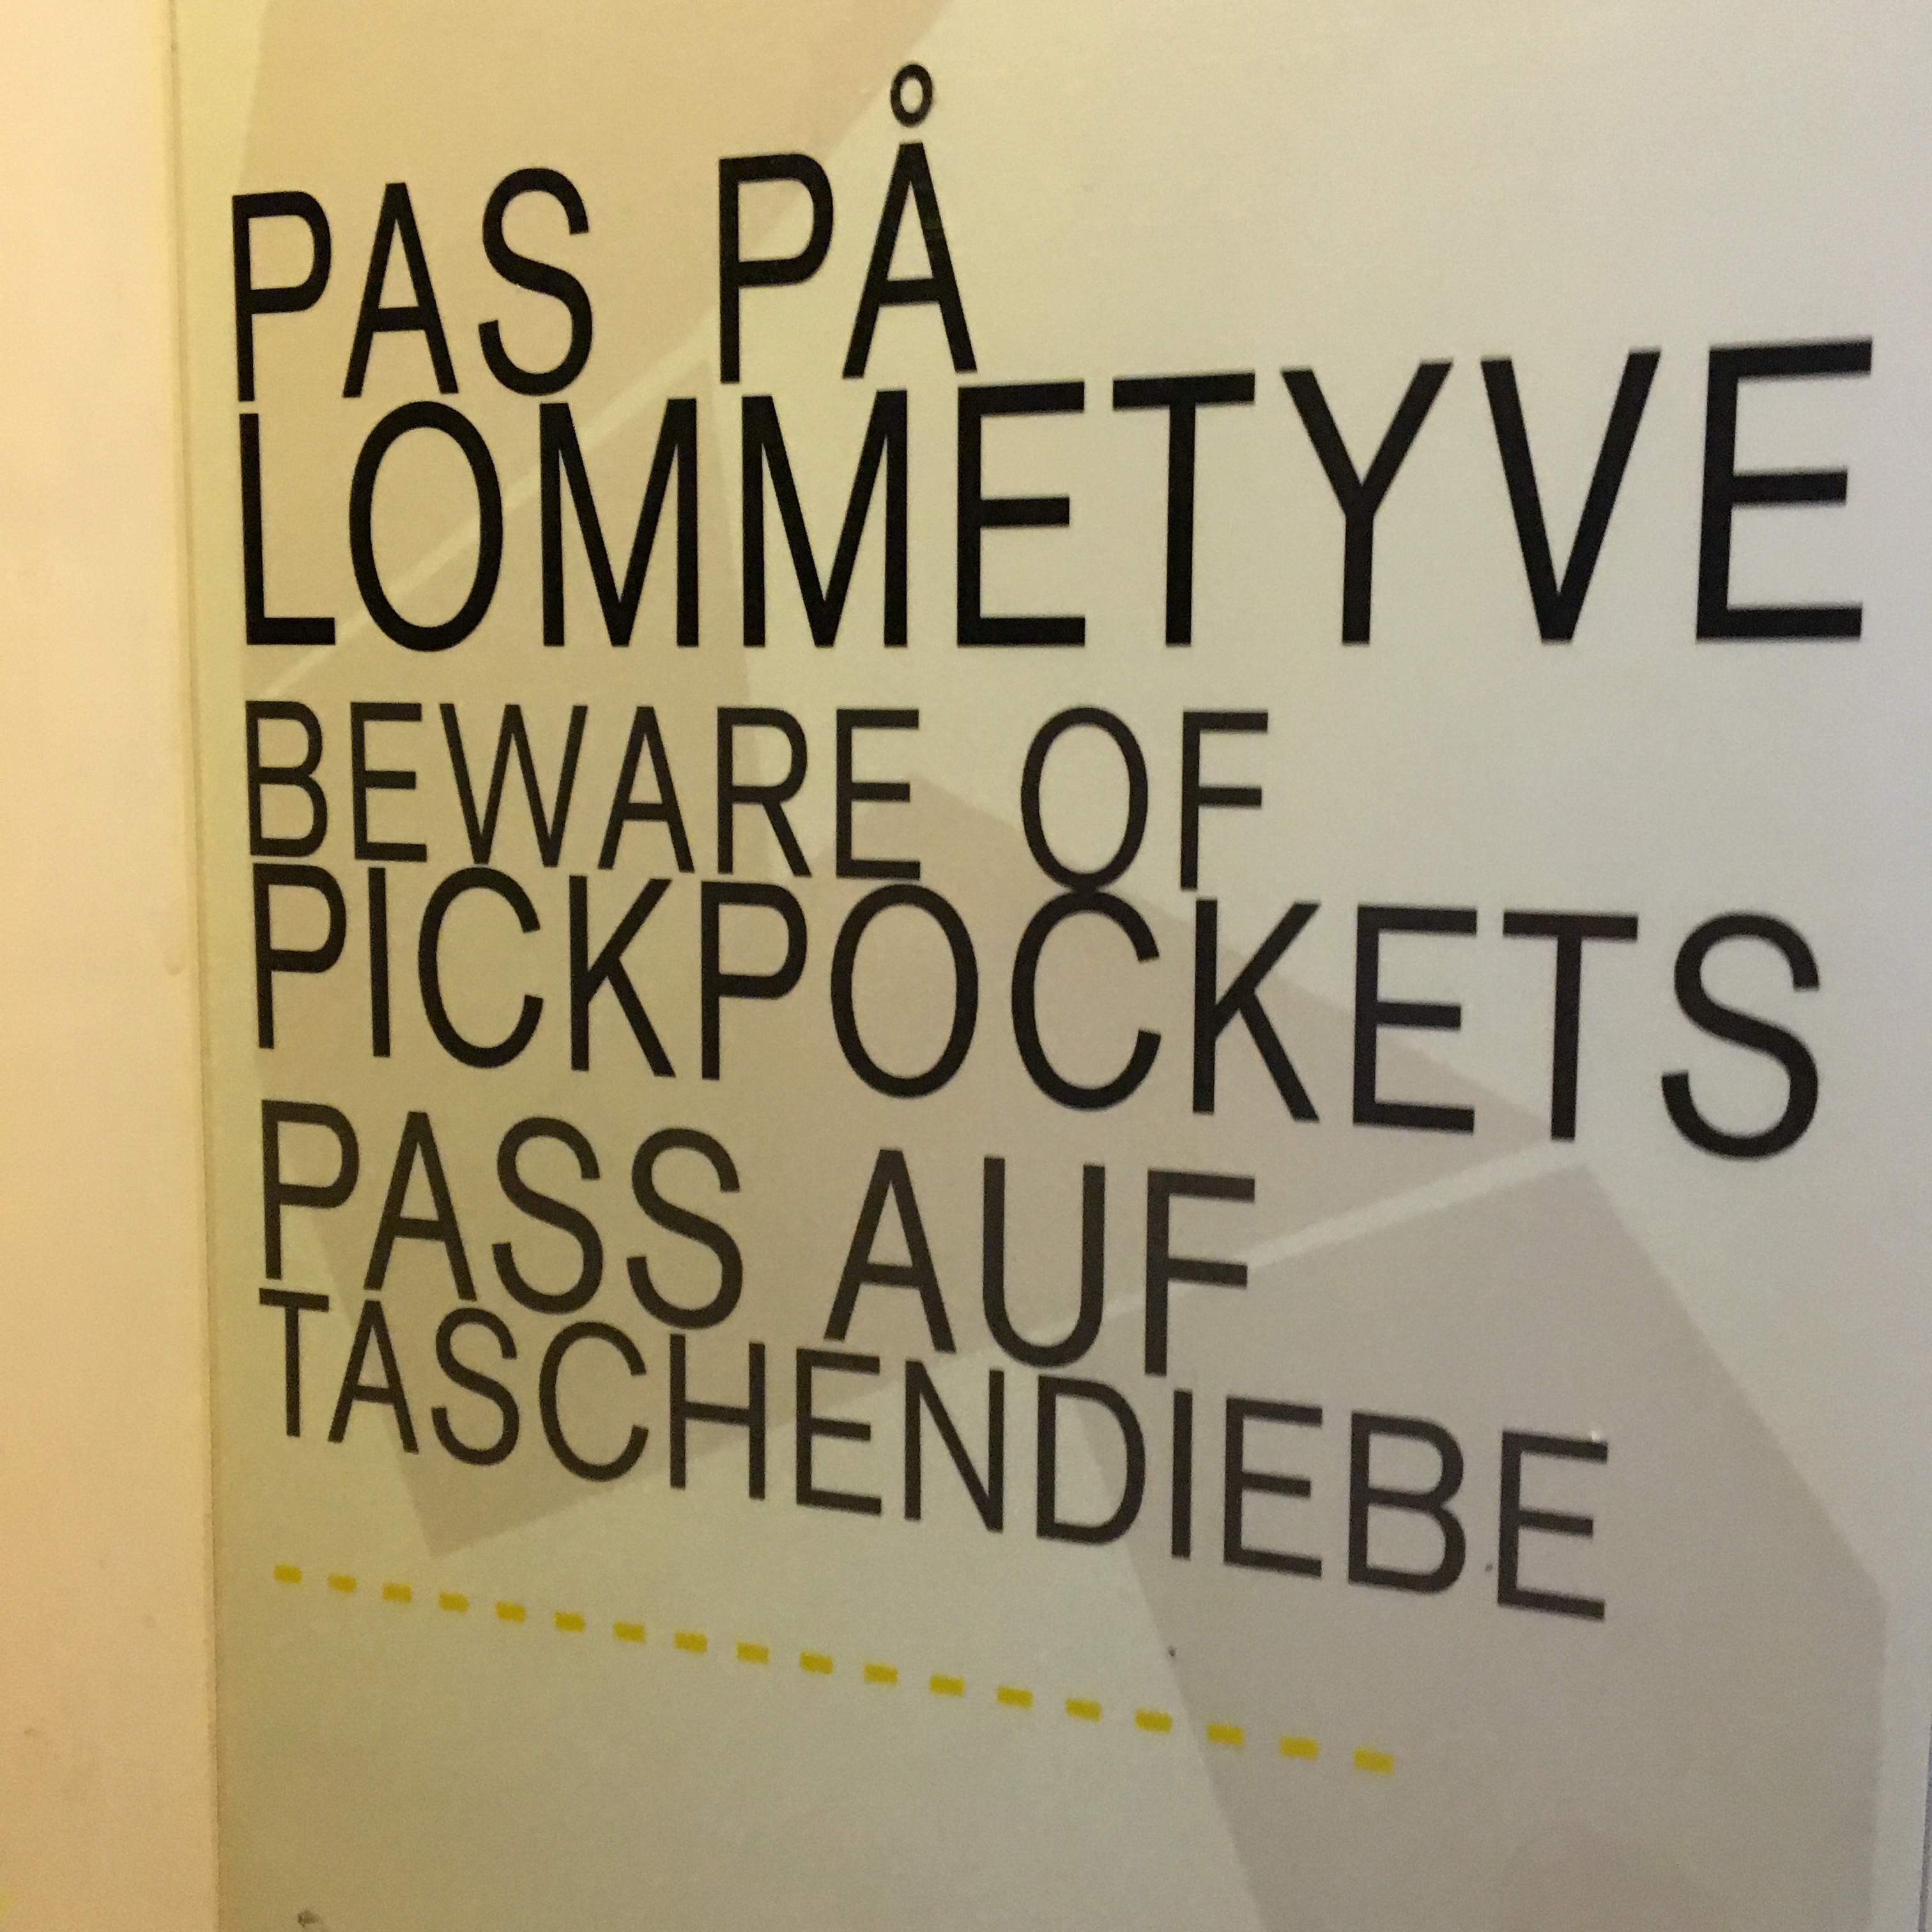 PAS PÅ
LOMMETYVE
BEWARE OF
PICKPOCKETS
PASS AUF
TASCHENDIEBE